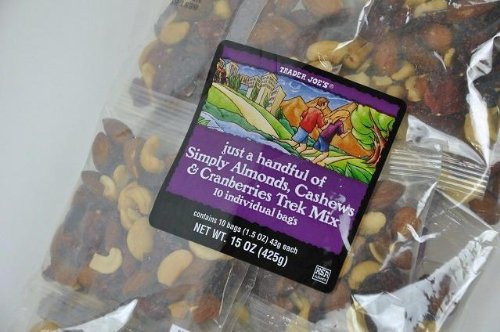 TRADER JOE'S®
just a handful of
Simply Almonds, Cashews
& Cranberries Trek Mix
10 individual bags
contains 10 bags (1.5 OZ) 43g each
NET WT. 15 OZ (425g)
KSA